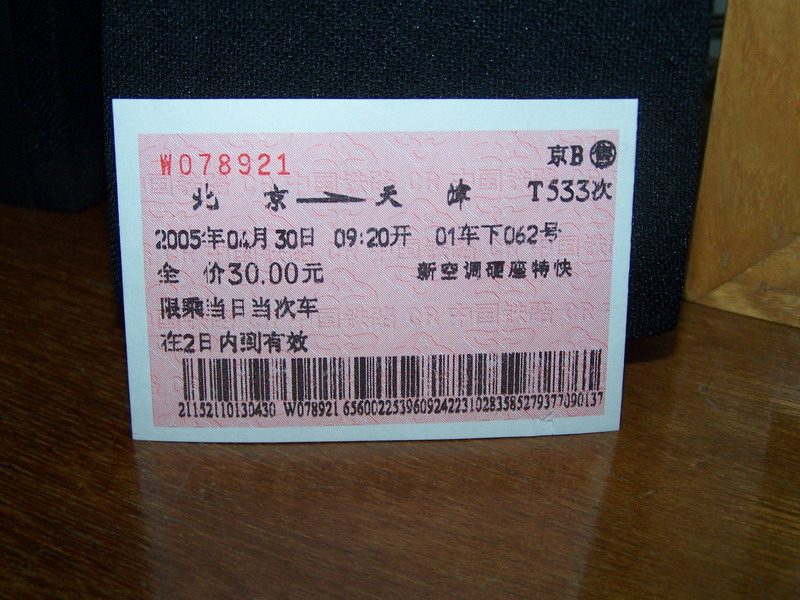 W078921 京B 售
北京→天津 T533次
2005年04月30日 09:20开 01车下062号
全 价30.00元 新空调硬座特快
限乘当日当次车
在2日内到有效
21152110130430 W078921 6560022539609242231028358527937709013​7